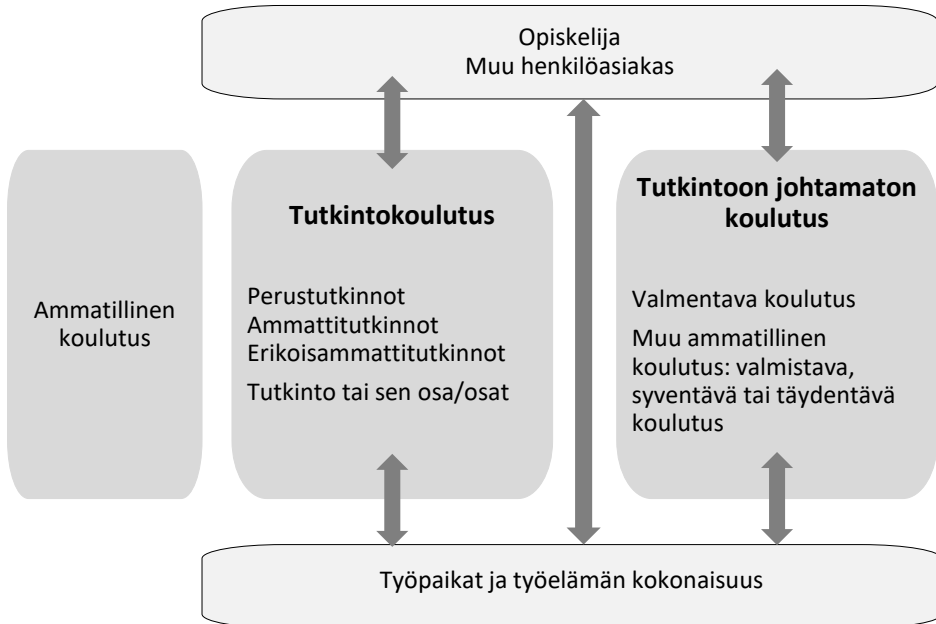 Opiskelija
Muu henkilöasiakas
Ammatillinen
koulutus
Tutkintokoulutus
Perustutkinnot
Ammattitutkinnot
Erikoisammattitutkinnot
Tutkinto tai sen osa/osat
Tutkintoon johtamaton
koulutus
Valmentava koulutus
Muu ammatillinen
koulutus: valmistava,
syventävä tai täydentävä
koulutus
Työpaikat ja työelämän kokonaisuus